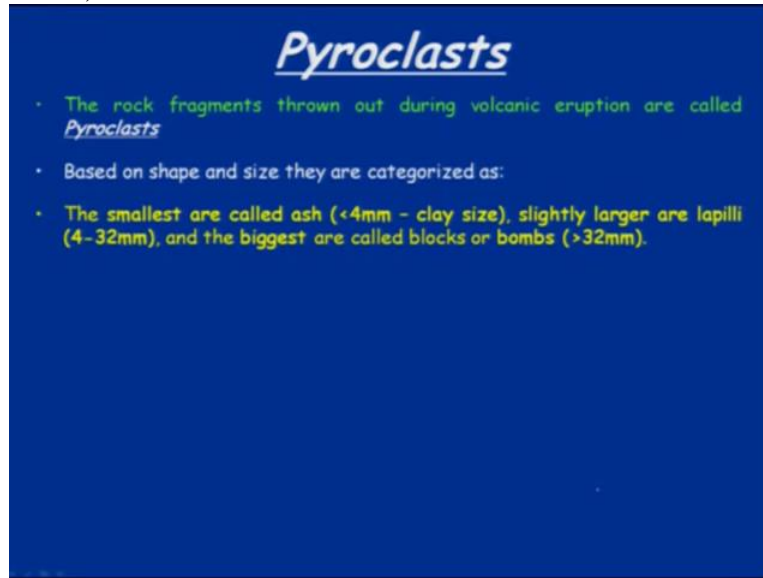 Pyroclasts
• The rock fragments thrown out during volcanic eruption are called
Pyroclasts
• Based on shape and size they are categorized as:
• The smallest are called ash (<4mm – clay size), slightly larger are lapilli
(4-32mm), and the biggest are called blocks or bombs (>32mm).